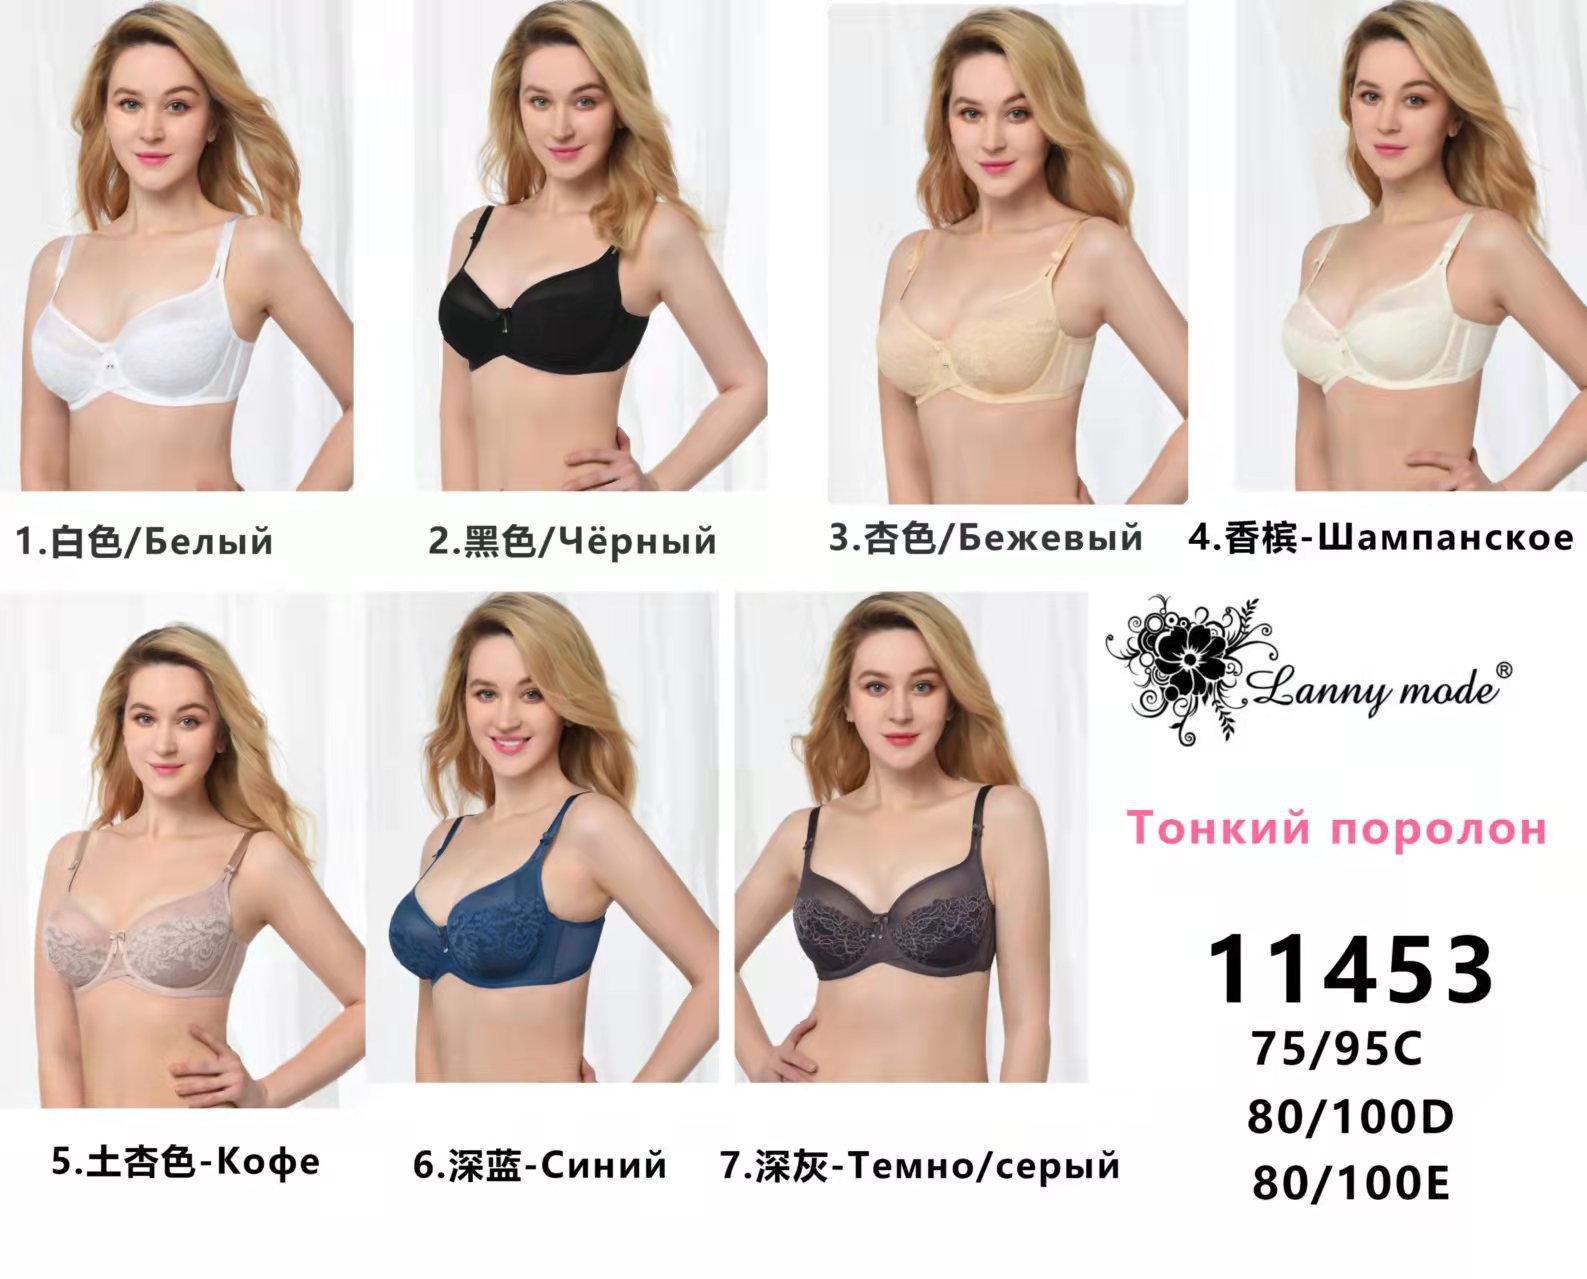 1.白色/Белый
2.黑色/Чёрный
3.杏色/Бежевый
4.香槟-Шампанское
Lanny mode®
Тонкий поролон
11453
75/95C
80/100D
80/100E
5.土杏色-Кофе
6.深蓝-Синий
7.深灰-Темно/серый